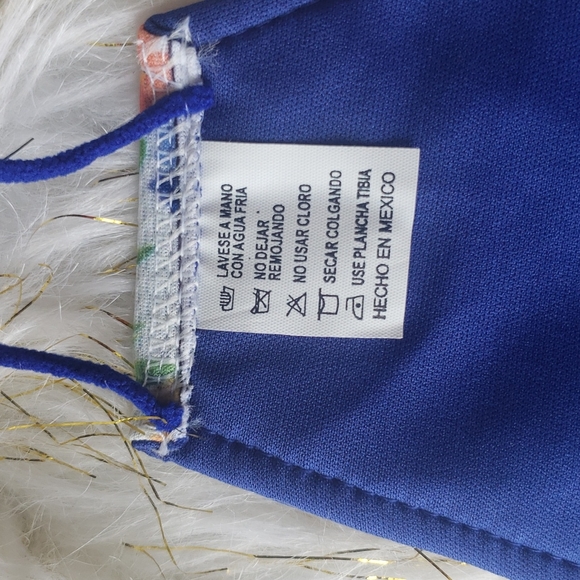 LAVESE A MANO
CON AGUA FRIA
NO DEJAR
REMOJANDO
NO USAR CLORO
SECAR COLGANDO
USE PLANCHA TIBIA
HECHO EN MEXICO